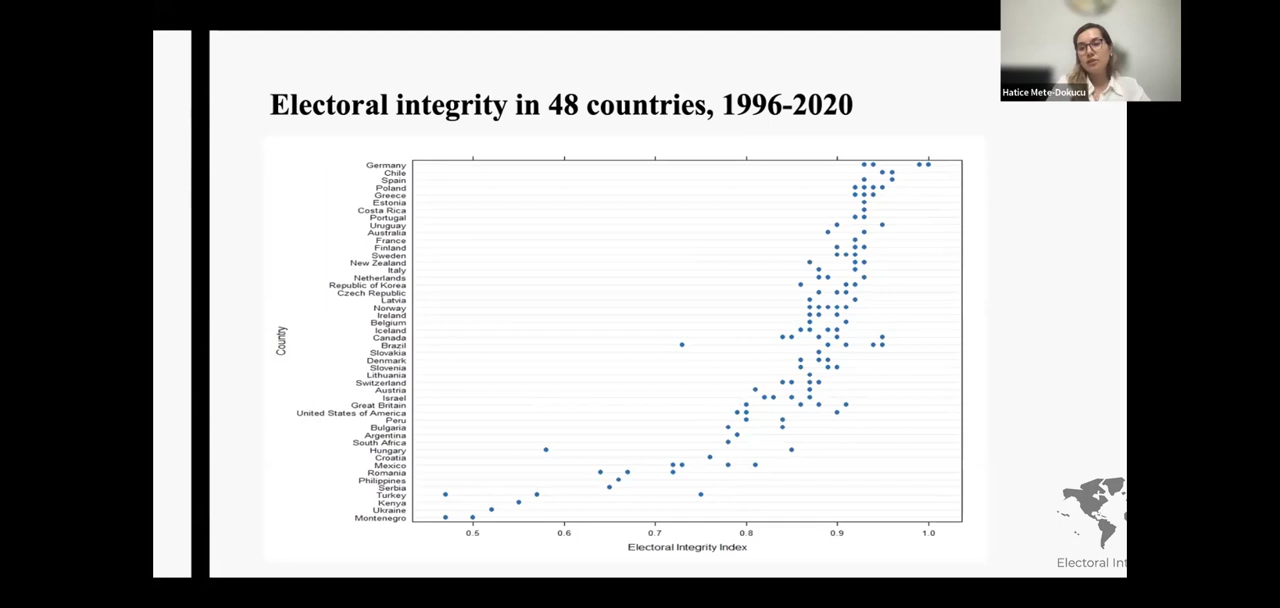 Electoral integrity in 48 countries, 1996-2020
Hatice Mete-Dokucu
Germany
Chile
Spain
Poland
Greece
Estonia
Costa Rica
Portugal
Uruguay
Australia
France
Finland
Sweden
New Zealand
Italy
Netherlands
Republic of Korea
Czech Republic
Latvia
Norway
Ireland
Belgium
Iceland
Canada
Brazil
Slovakia
Denmark
Slovenia
Lithuania
Switzerland
Austria
Israel
Great Britain
United States of America
Peru
Bulgaria
Argentina
South Africa
Hungary
Croatia
Mexico
Romania
Philippines
Serbia
Turkey
Kenya
Ukraine
Montenegro
Country
0.5 0.6 0.7 0.8 0.9 1.0
Electoral Integrity Index
Electoral Int